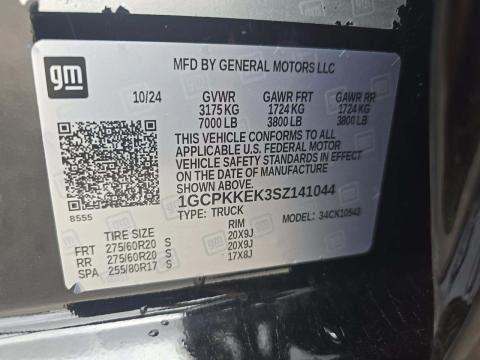 gm
MFD BY GENERAL MOTORS LLC
10/24 GVWR GAWR FRT GAWR RR
3175 KG 1724 KG 1724 KG
7000 LB 3800 LB 3800 LB
THIS VEHICLE CONFORMS TO ALL
APPLICABLE U.S. FEDERAL MOTOR
VEHICLE SAFETY STANDARDS IN EFFECT
ON THE DATE OF MANUFACTURE
SHOWN ABOVE.
1GCPKKEK3SZ141044
B555
TYPE: TRUCK MODEL: 34CK10543
TIRE SIZE RIM
FRT 275/60R20 S 20X9J
RR 275/60R20 S 20X9J
SPA 255/80R17 S 17X8J